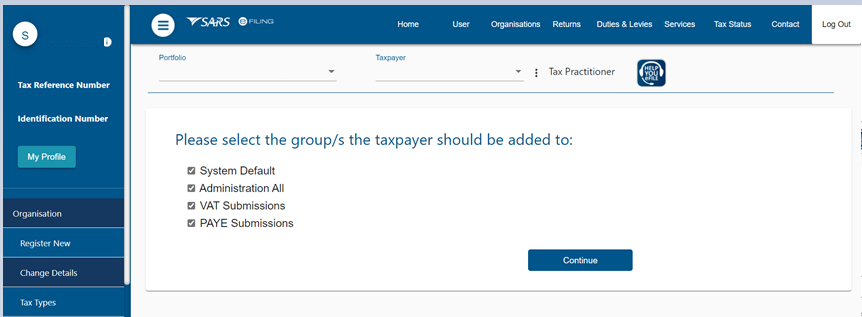 S
i
Tax Reference Number
Identification Number
My Profile
Organisation
Register New
Change Details
Tax Types
SARS eFILING
Home User Organisations Returns Duties & Levies Services Tax Status Contact Log Out
Portfolio Taxpayer
Tax Practitioner
HELP
YOU
eFILE
Please select the group/s the taxpayer should be added to:
System Default
Administration All
VAT Submissions
PAYE Submissions
Continue